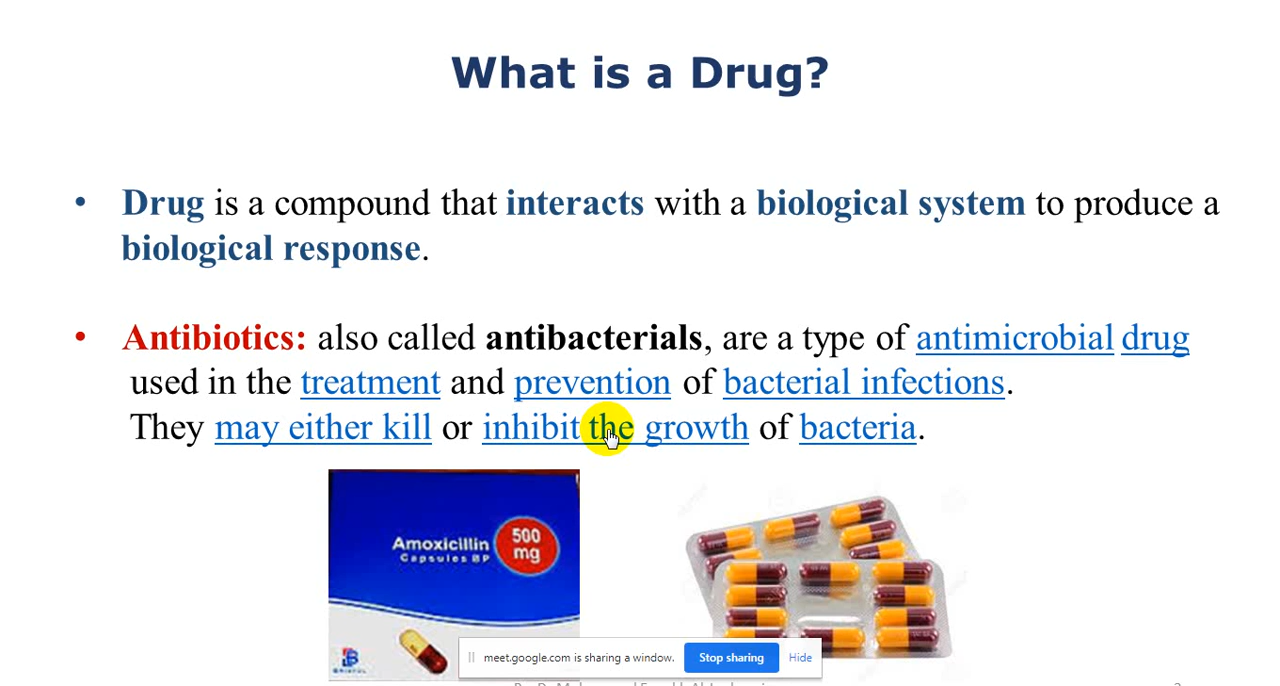 What is a Drug?
• Drug is a compound that interacts with a biological system to produce a
biological response.
• Antibiotics: also called antibacterials, are a type of antimicrobial drug
used in the treatment and prevention of bacterial infections.
They may either kill or inhibit the growth of bacteria.
Amoxicillin
Capsules BP
500
mg
meet.google.com is sharing a window.
Stop sharing
Hide